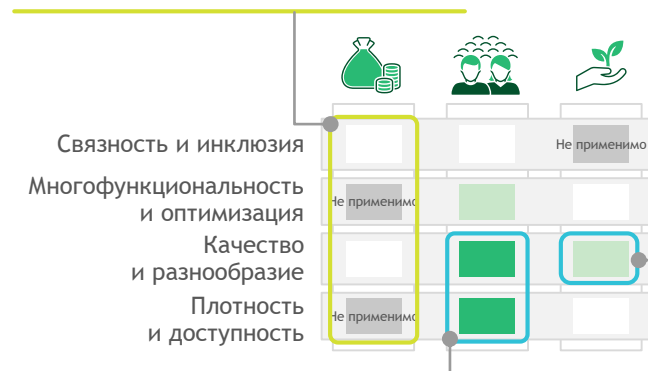 Связность и инклюзия
Не применимо
Многофункциональность
и оптимизация
Не применимо
Качество
и разнообразие
Плотность
и доступность
Не применимо